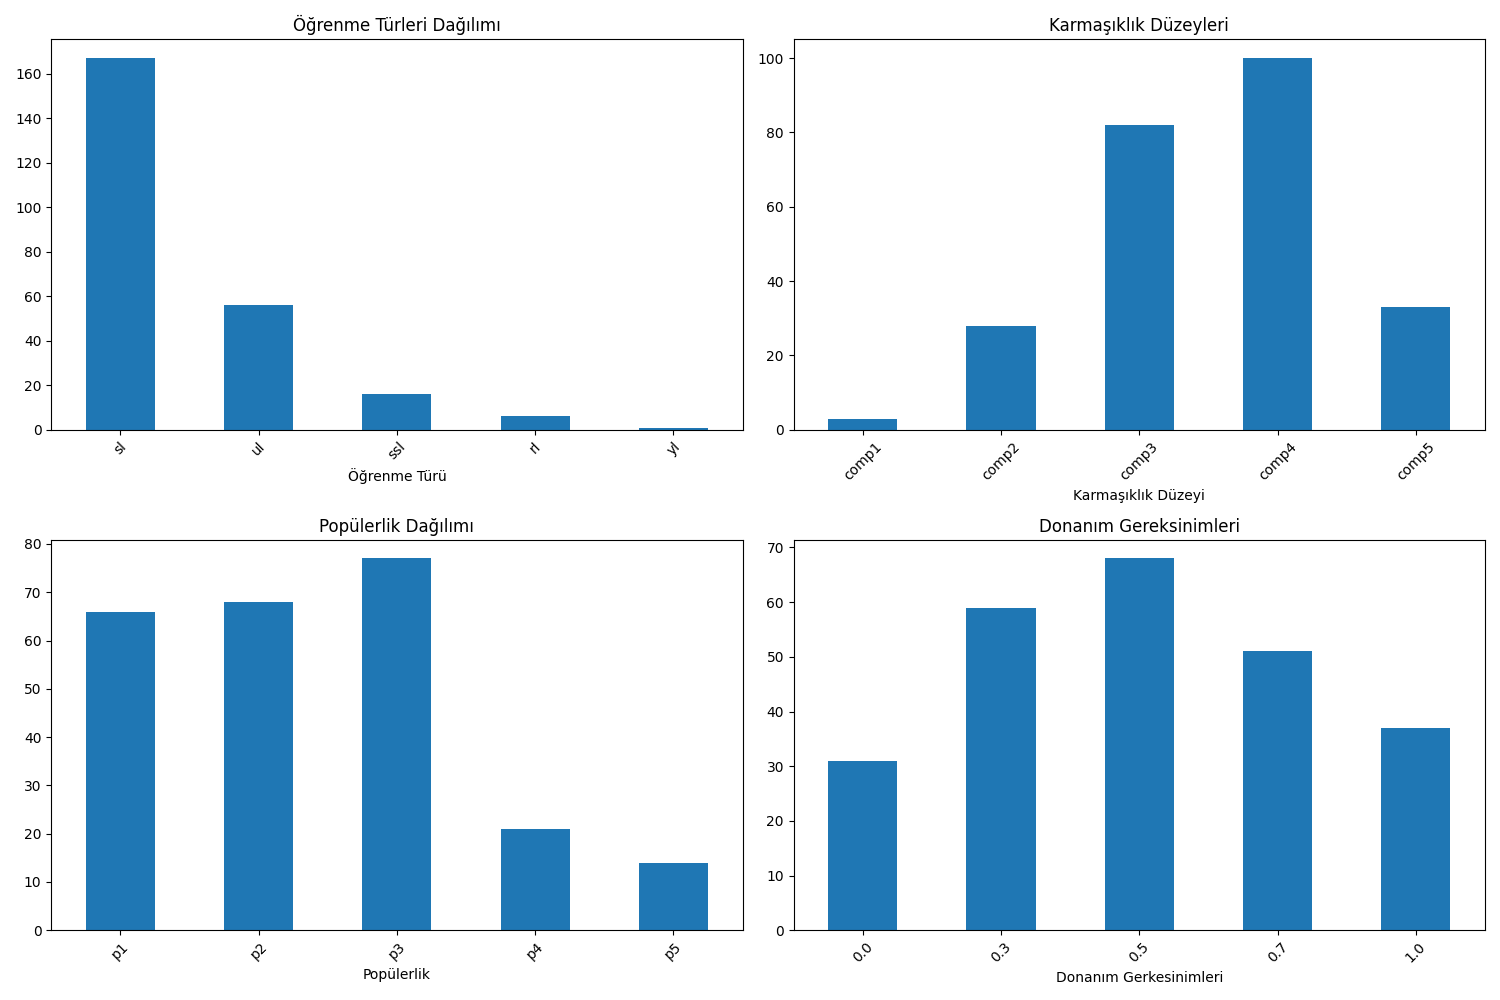 Öğrenme Türleri Dağılımı
160
140
120
100
80
60
40
20
0
sl
ul
ssl
rl
yl
Öğrenme Türü
Karmaşıklık Düzeyleri
100
80
60
40
20
0
comp1
comp2
comp3
comp4
comp5
Karmaşıklık Düzeyi
Popülerlik Dağılımı
80
70
60
50
40
30
20
10
0
p1
p2
p3
p4
p5
Popülerlik
Donanım Gereksinimleri
70
60
50
40
30
20
10
0
0.0
0.3
0.5
0.7
1.0
Donanım Gerkesinimleri